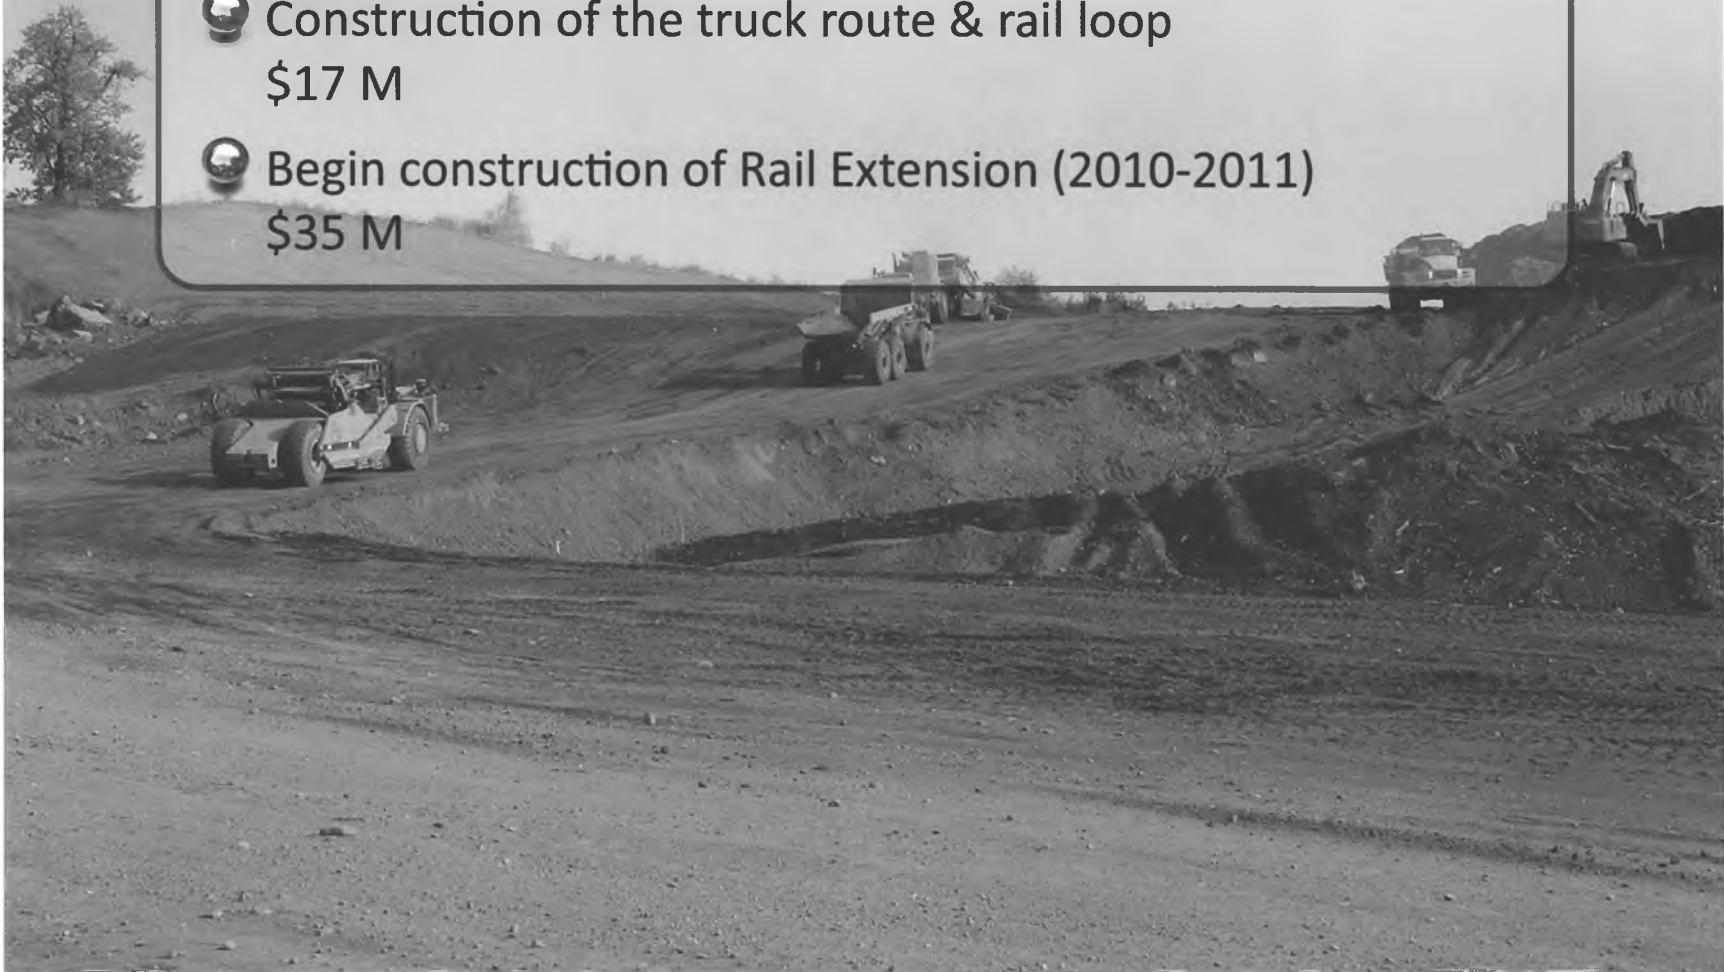 Construction of the truck route & rail loop
$17 M
Begin construction of Rail Extension (2010-2011)
$35 M